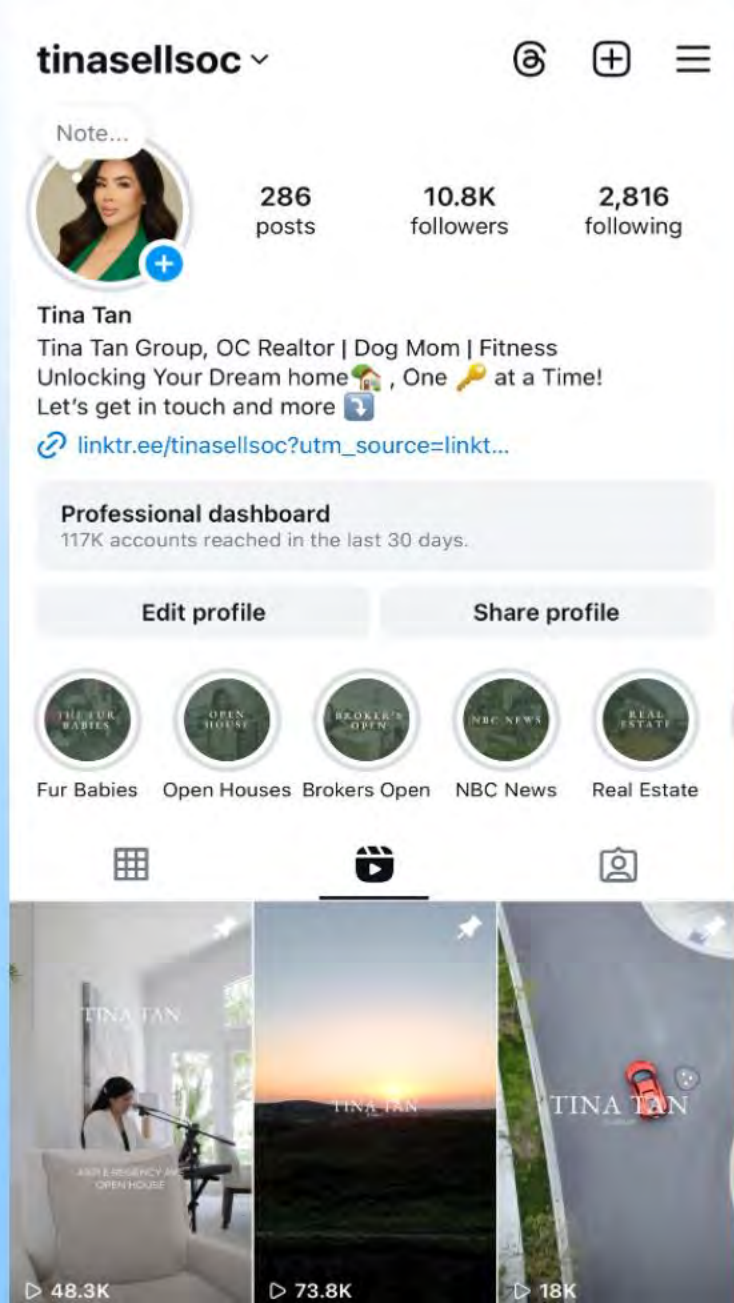 tinasellsoc
Note...
286
posts
10.8K
followers
2,816
following
Tina Tan
Tina Tan Group, OC Realtor | Dog Mom | Fitness
Unlocking Your Dream home🏡 , One 🔑 at a Time!
Let's get in touch and more ⤵️
linktr.ee/tinasellsoc?utm_source=linkt...
Professional dashboard
117K accounts reached in the last 30 days.
Edit profile
Share profile
THE FUR
BABIES
OPEN
HOUSE
BROKER'S
OPEN
NBC NEWS
REAL
ESTATE
Fur Babies
Open Houses
Brokers Open
NBC News
Real Estate
TINA TAN
REGENCY
OPEN HOUSE
48.3K
TINA TAN
73.8K
TINA TAN
18K